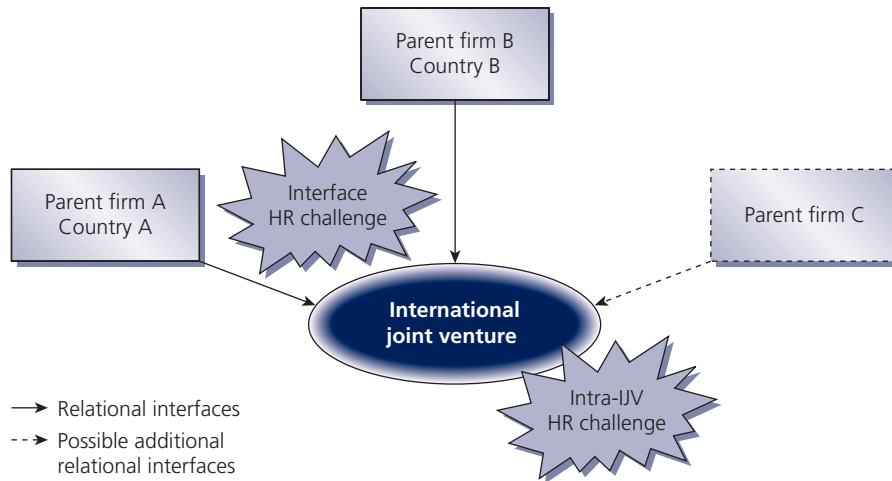 Parent firm B
Country B
Interface
HR challenge
Parent firm A
Country A
Parent firm C
International
joint venture
Intra-IJV
HR challenge
Relational interfaces
Possible additional
relational interfaces